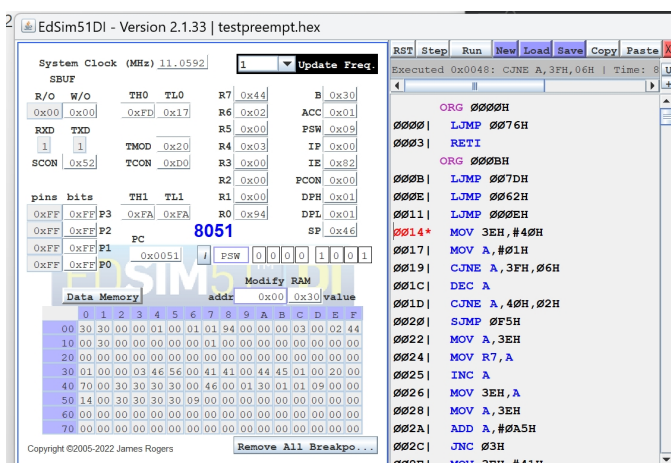 2
EdSim51DI - Version 2.1.33 | testpreempt.hex
System Clock (MHz) 11.0592 1 Update Freq.
SBUF
R/O W/O TH0 TL0 R7 0x44 B 0x30
0x00 0x00 0xFD 0x17 R6 0x02 ACC 0x01
RXD TXD R5 0x00 PSW 0x09
1 1 TMOD 0x20 R4 0x03 IP 0x00
SCON 0x52 TCON 0xD0 R3 0x00 IE 0x82
R2 0x00 PCON 0x00
pins bits TH1 TL1 R1 0x00 DPH 0x01
0xFF 0xFF P3 0xFA 0xFA R0 0x94 DPL 0x01
0xFF 0xFF P2 8051 SP 0x46
0xFF 0xFF P1 PC
0xFF 0xFF P0 0x0051 i PSW 0 0 0 0 1 0 0 1
EDSIM51DI
TM
Modify RAM
Data Memory addr 0x00 0x30 value
0 1 2 3 4 5 6 7 8 9 A B C D E F
00 30 30 00 00 01 00 01 01 94 00 00 00 03 00 02 44
10 00 30 00 00 00 00 00 01 00 00 00 00 00 00 00 00
20 00 00 00 00 00 00 00 00 00 00 00 00 00 00 00 00
30 01 00 00 03 46 56 00 41 41 00 44 45 01 00 20 00
40 70 00 30 30 30 30 00 46 00 01 30 01 01 09 00 00
50 14 00 30 30 30 30 09 00 00 00 00 00 00 00 00 00
60 00 00 00 00 00 00 00 00 00 00 00 00 00 00 00 00
70 00 00 00 00 00 00 00 00 00 00 00 00 00 00 00 00
Copyright ©2005-2022 James Rogers Remove All Breakpo...
RST Step Run New Load Save Copy Paste X
Executed 0x0048: CJNE A,3FH,06H | Time: 8
ORG 0000H
0000| LJMP 0076H
0003| RETI
ORG 000BH
000B| LJMP 007DH
000E| LJMP 0062H
0011| LJMP 000EH
0014* MOV 3EH,#40H
0017| MOV A,#01H
0019| CJNE A,3FH,06H
001C| DEC A
001D| CJNE A,40H,02H
0020| SJMP 0F5H
0022| MOV A,3EH
0024| MOV R7,A
0025| INC A
0026| MOV 3EH,A
0028| MOV A,3EH
002A| ADD A,#0A5H
002C| JNC 03H
002E| MOV 3EH,#41H